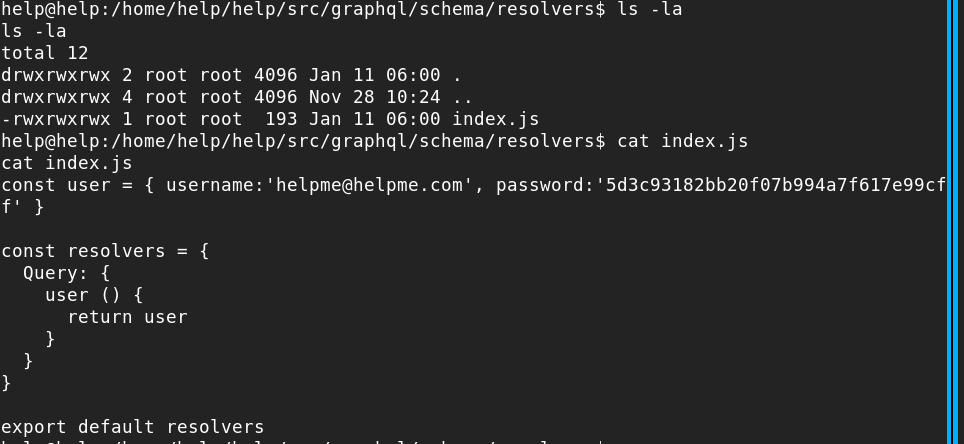 help@help:/home/help/help/src/graphql/schema/resolvers$ ls -la
ls -la
total 12
drwxrwxrwx 2 root root 4096 Jan 11 06:00 .
drwxrwxrwx 4 root root 4096 Nov 28 10:24 ..
-rwxrwxrwx 1 root root  193 Jan 11 06:00 index.js
help@help:/home/help/help/src/graphql/schema/resolvers$ cat index.js
cat index.js
const user = { username:'helpme@helpme.com', password:'5d3c93182bb20f07b994a7f617e99cf
f' }

const resolvers = {
  Query: {
    user () {
      return user
    }
  }
}

export default resolvers